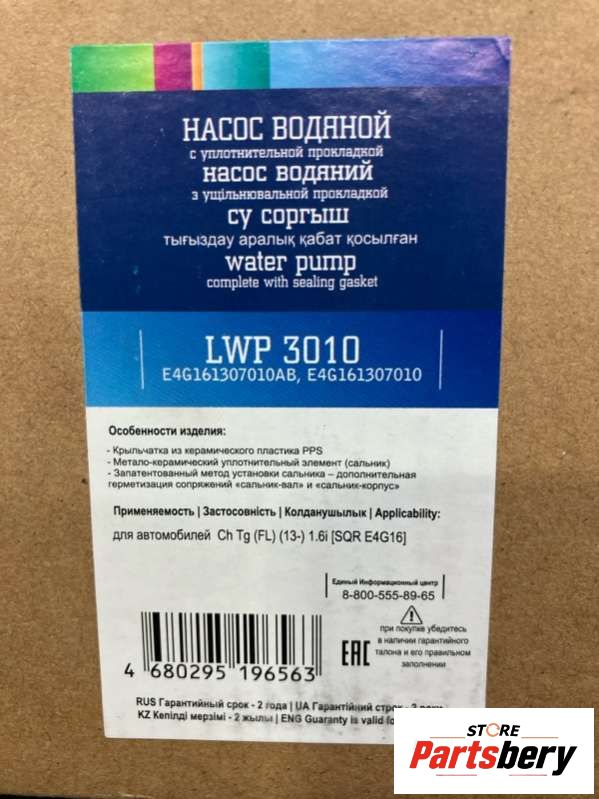 НАСОС ВОДЯНОЙ
с уплотнительной прокладкой
насос водяний
з ущільнювальной прокладкой
су соргыш
тығыздау аралық қабат қосылған
water pump
complete with sealing gasket
LWP 3010
E4G161307010AB, E4G161307010
Особенности изделия:
- Крыльчатка из керамического пластика PPS
- Метало-керамический уплотнительный элемент (сальник)
- Запатентованный метод установки сальника – дополнительная
герметизация сопряжений «сальник-вал» и «сальник-корпус»
Применяемость | Застосовність | Колданушылык | Applicability:
для автомобилей Ch Tg (FL) (13-) 1.6i [SQR E4G16]
Единый Информационный центр
8-800-555-89-65
при покупке убедитесь
в наличии гарантийного
талона и его правильном
заполнении
EAC
4 680295 196563
RUS Гарантийный срок - 2 года | UA Гарантійний строк
KZ Кепілді мерзімі - 2 жылы | ENG Guaranty is valid
STORE
Partsbery